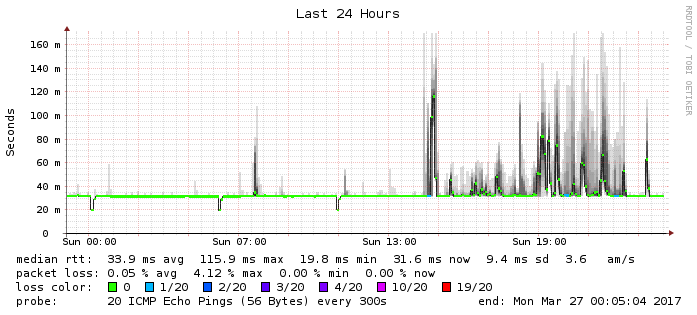 Last 24 Hours
RRDTOOL / TOBI OETIKER
Seconds
160 m
140 m
120 m
100 m
80 m
60 m
40 m
20 m
0
Sun 00:00 Sun 07:00 Sun 13:00 Sun 19:00
median rtt: 33.9 ms avg 115.9 ms max 19.8 ms min 31.6 ms now 9.4 ms sd 3.6 am/s
packet loss: 0.05 % avg 4.12 % max 0.00 % min 0.00 % now
loss color: 0 1/20 2/20 3/20 4/20 10/20 19/20
probe: 20 ICMP Echo Pings (56 Bytes) every 300s end: Mon Mar 27 00:05:04 2017